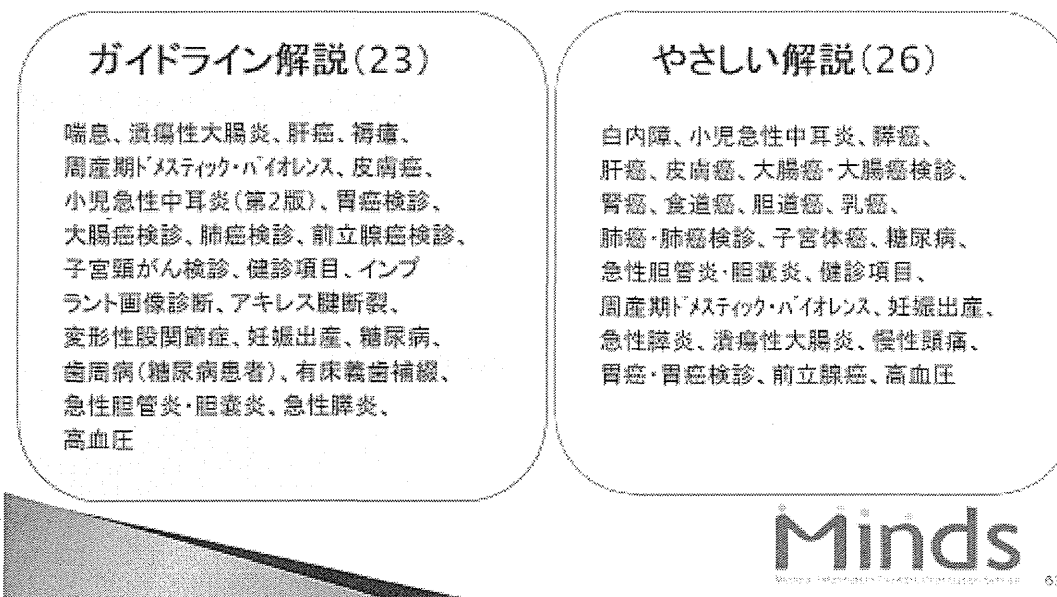 ガイドライン解説(23)
喘息、潰瘍性大腸炎、肝癌、褥瘡、
周産期ドメスティック・バイオレンス、皮膚癌、
小児急性中耳炎(第2版)、胃癌検診、
大腸癌検診、肺癌検診、前立腺癌検診、
子宮頸がん検診、健診項目、インプ
ラント画像診断、アキレス腱断裂、
変形性股関節症、妊娠出産、糖尿病、
歯周病(糖尿病患者)、有床義歯補綴、
急性胆管炎・胆嚢炎、急性膵炎、
高血圧
やさしい解説(26)
白内障、小児急性中耳炎、膵癌、
肝癌、皮膚癌、大腸癌・大腸癌検診、
腎癌、食道癌、胆道癌、乳癌、
肺癌・肺癌検診、子宮体癌、糖尿病、
急性胆管炎・胆嚢炎、健診項目、
周産期ドメスティック・バイオレンス、妊娠出産、
急性膵炎、潰瘍性大腸炎、慢性頭痛、
胃癌・胃癌検診、前立腺癌、高血圧
Minds